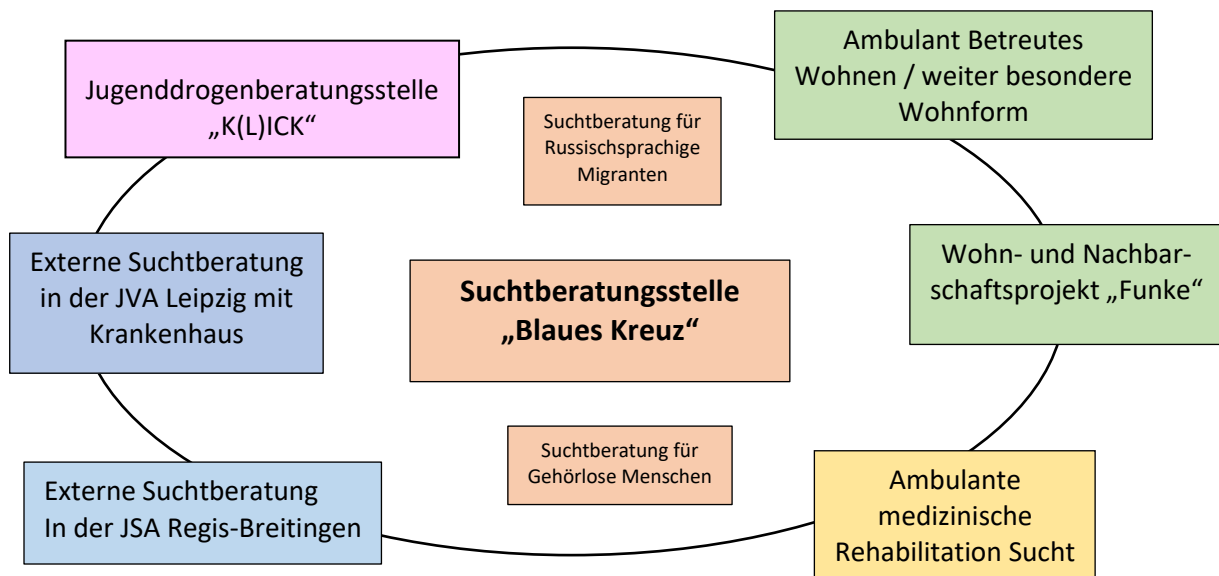 Jugenddrogenberatungsstelle
„K(L)ICK“
Ambulant Betreutes
Wohnen / weiter besondere
Wohnform
Suchtberatung für
Russischsprachige
Migranten
Externe Suchtberatung
in der JVA Leipzig mit
Krankenhaus
Suchtberatungsstelle
„Blaues Kreuz“
Wohn- und Nachbar-
schaftsprojekt „Funke“
Suchtberatung für
Gehörlose Menschen
Externe Suchtberatung
In der JSA Regis-Breitingen
Ambulante
medizinische
Rehabilitation Sucht